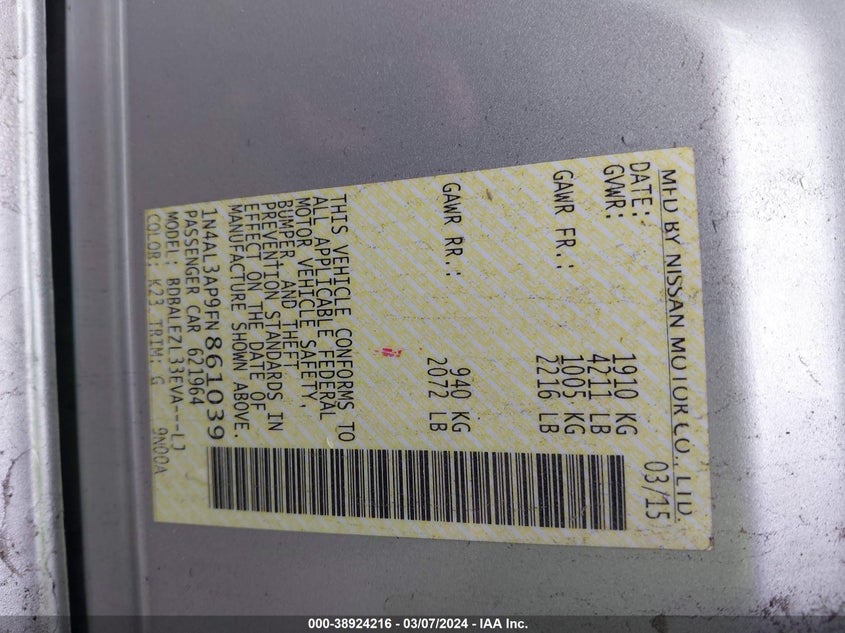 MFD BY NISSAN MOTOR CO., LTD.
DATE: 03/15
GVWR: 1910 KG
4211 LB
GAWR FR.: 1005 KG
2216 LB
GAWR RR.: 940 KG
2072 LB
THIS VEHICLE CONFORMS TO
ALL APPLICABLE FEDERAL
MOTOR VEHICLE SAFETY,
BUMPER, AND THEFT
PREVENTION STANDARDS IN
EFFECT ON THE DATE OF
MANUFACTURE SHOWN ABOVE.
1N4AL3AP9FN861039
PASSENGER CAR 621964
MODEL: BDBALEZL33EVA---LJ
COLOR: K23 TRIM: G 9N00A
000-38924216 - 03/07/2024 - IAA Inc.